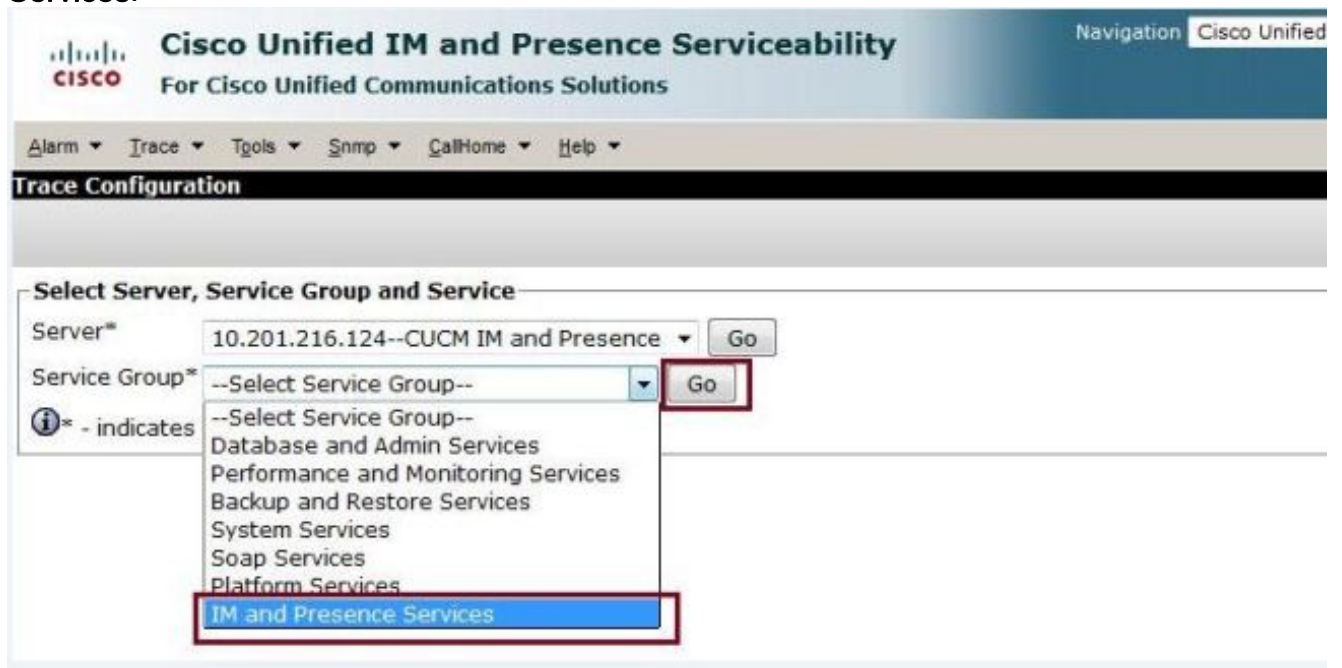 Services.
Cisco Unified IM and Presence Serviceability
Navigation Cisco Unified
CISCO
For Cisco Unified Communications Solutions
Alarm Trace Tools Snmp CallHome Help
Trace Configuration
Select Server, Service Group and Service
Server* 10.201.216.124--CUCM IM and Presence Go
Service Group* --Select Service Group-- Go
* - indicates
--Select Service Group--
Database and Admin Services
Performance and Monitoring Services
Backup and Restore Services
System Services
Soap Services
Platform Services
IM and Presence Services